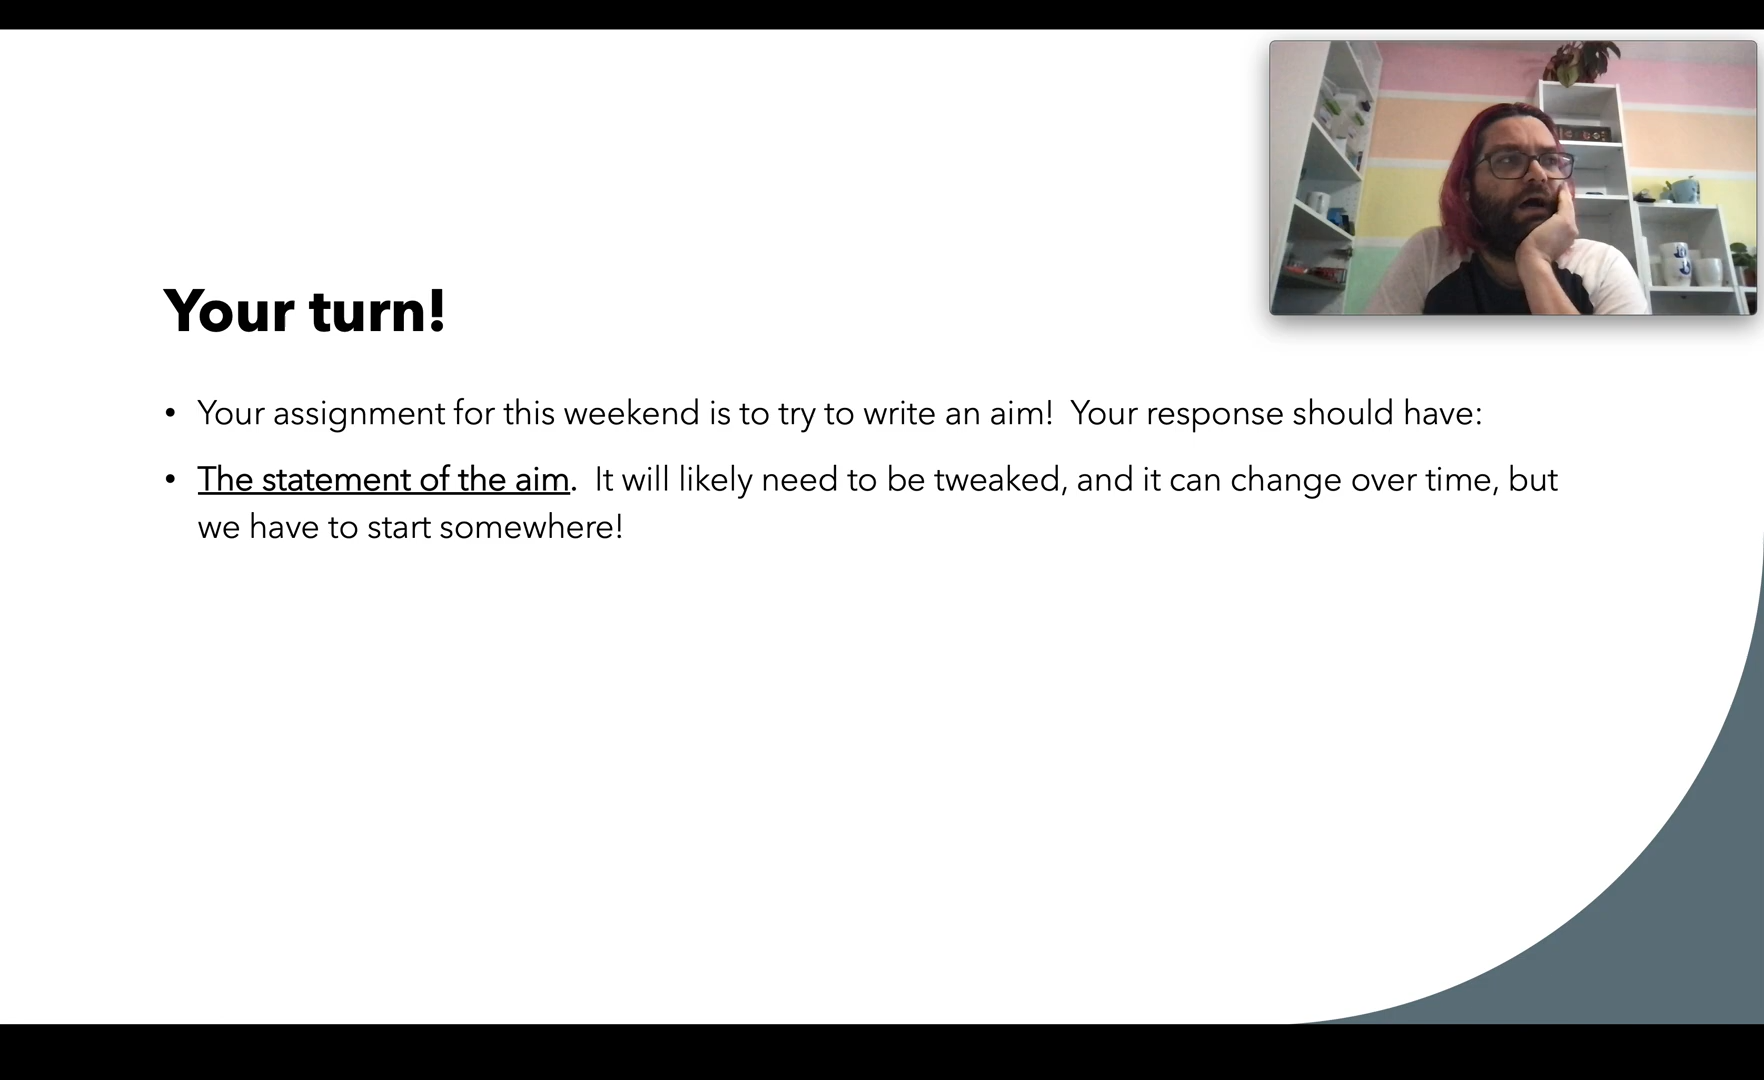 Your turn!
• Your assignment for this weekend is to try to write an aim!  Your response should have:
• The statement of the aim.  It will likely need to be tweaked, and it can change over time, but
we have to start somewhere!